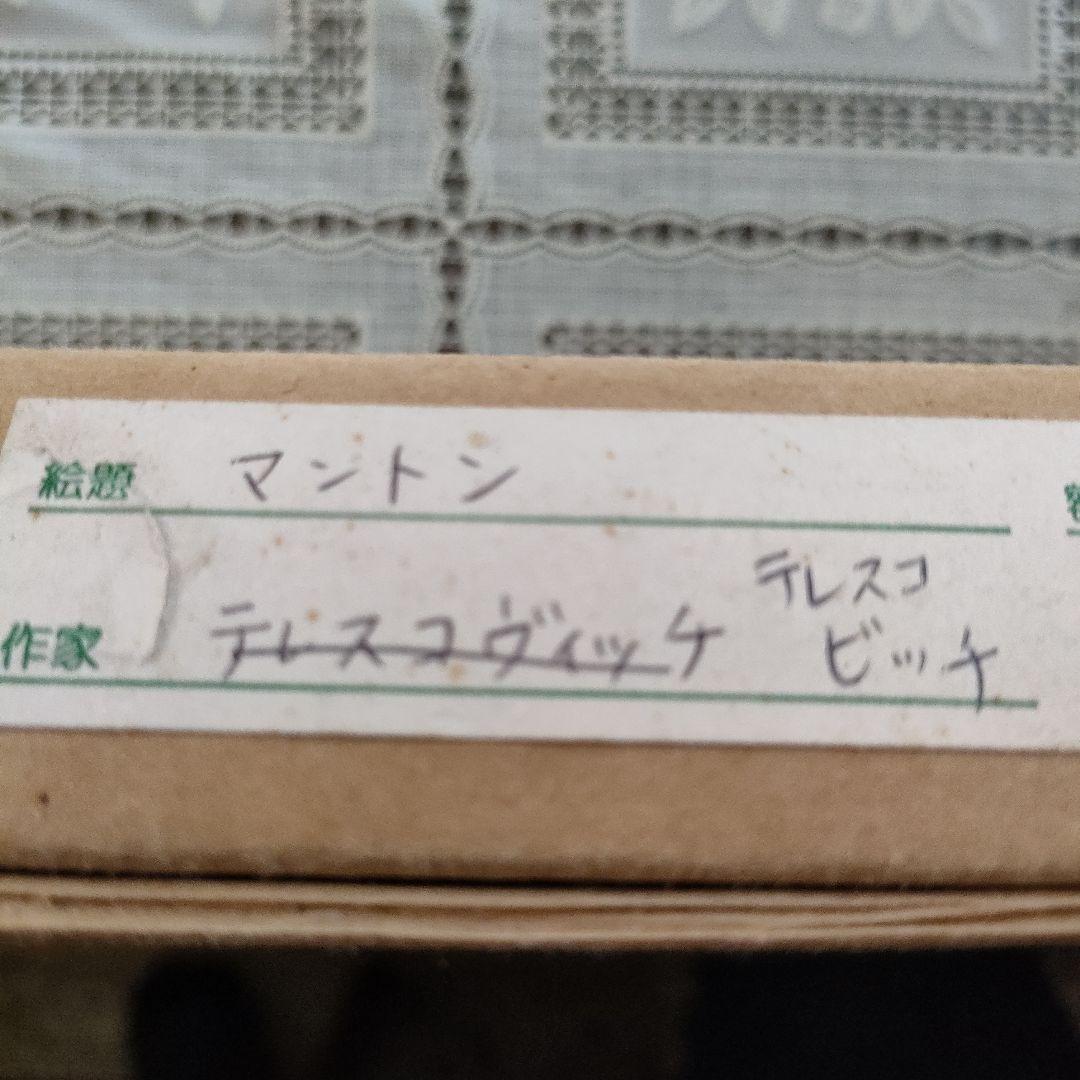 絵題 マントン
作家 テレスコヴィッチ テレスコ
ビッチ